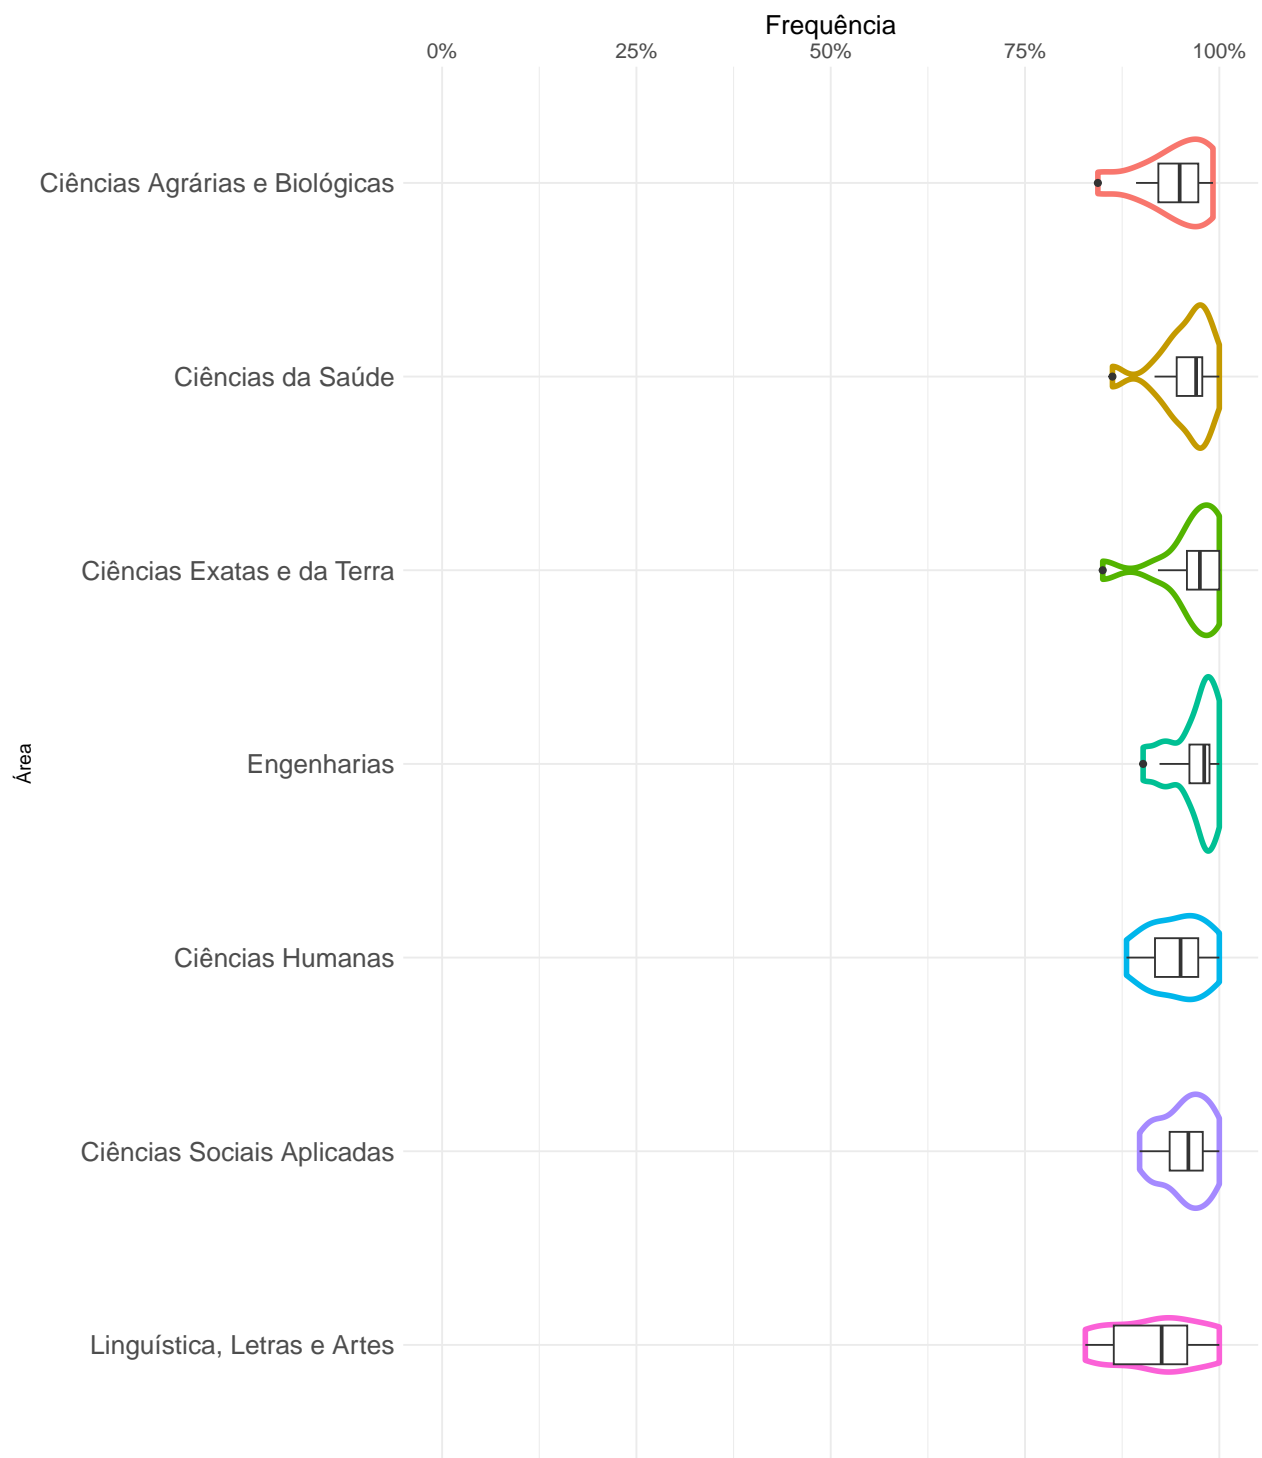 Frequência
0% 25% 50% 75% 100%
Ciências Agrárias e Biológicas
Ciências da Saúde
Ciências Exatas e da Terra
Engenharias
Área
Ciências Humanas
Ciências Sociais Aplicadas
Linguística, Letras e Artes